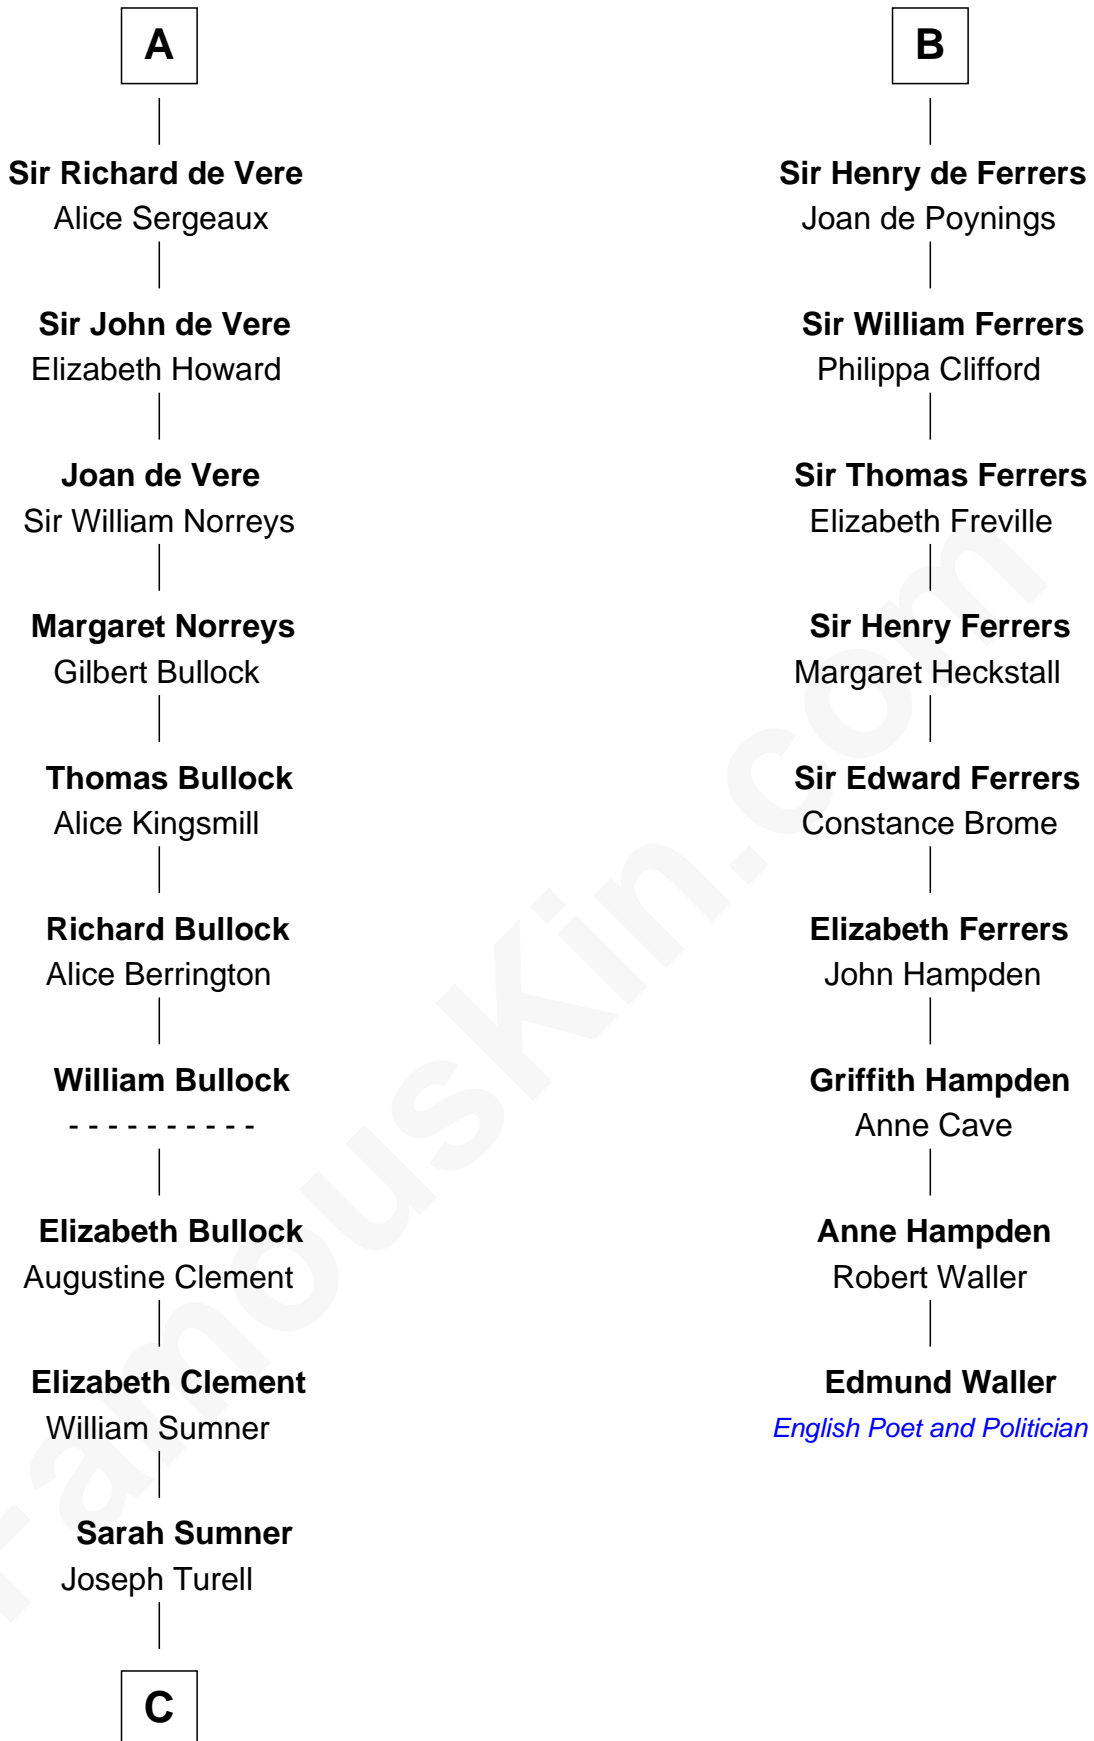 A
Sir Richard de Vere
Alice Sergeaux
Sir John de Vere
Elizabeth Howard
Joan de Vere
Sir William Norreys
Margaret Norreys
Gilbert Bullock
Thomas Bullock
Alice Kingsmill
Richard Bullock
Alice Berrington
William Bullock
- - - - - - - - - -
Elizabeth Bullock
Augustine Clement
Elizabeth Clement
William Sumner
Sarah Sumner
Joseph Turell
C
B
Sir Henry de Ferrers
Joan de Poynings
Sir William Ferrers
Philippa Clifford
Sir Thomas Ferrers
Elizabeth Freville
Sir Henry Ferrers
Margaret Heckstall
Sir Edward Ferrers
Constance Brome
Elizabeth Ferrers
John Hampden
Griffith Hampden
Anne Cave
Anne Hampden
Robert Waller
Edmund Waller
English Poet and Politician
FamousKin.com